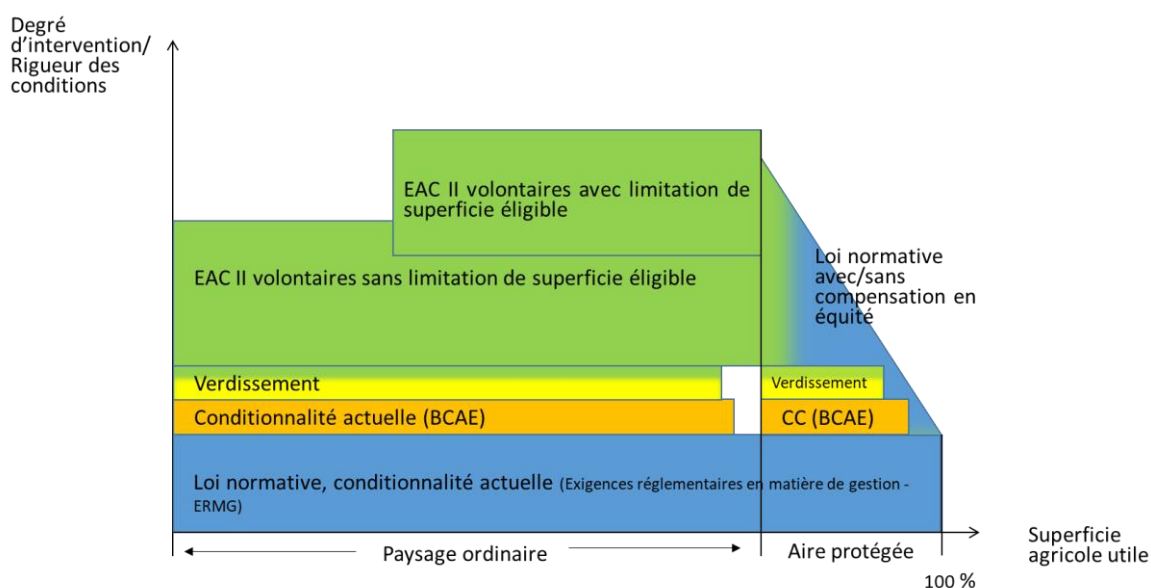 Degré
d’intervention/
Rigueur des
conditions
EAC II volontaires avec limitation de
superficie éligible
EAC II volontaires sans limitation de superficie éligible
Loi normative
avec/sans
compensation en
équité
Verdissement
Verdissement
Conditionnalité actuelle (BCAE)
CC (BCAE)
Loi normative, conditionnalité actuelle (Exigences réglementaires en matière de gestion -
ERMG)
Paysage ordinaire
Aire protégée
Superficie
agricole utile
100 %